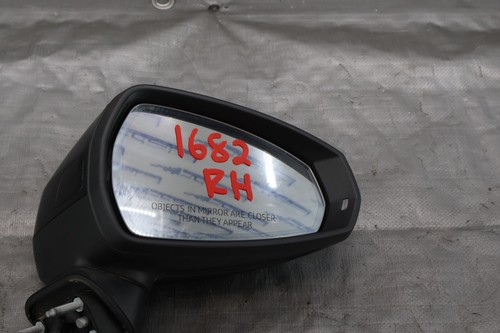 1682
RH
OBJECTS IN MIRROR ARE CLOSER
THAN THEY APPEAR